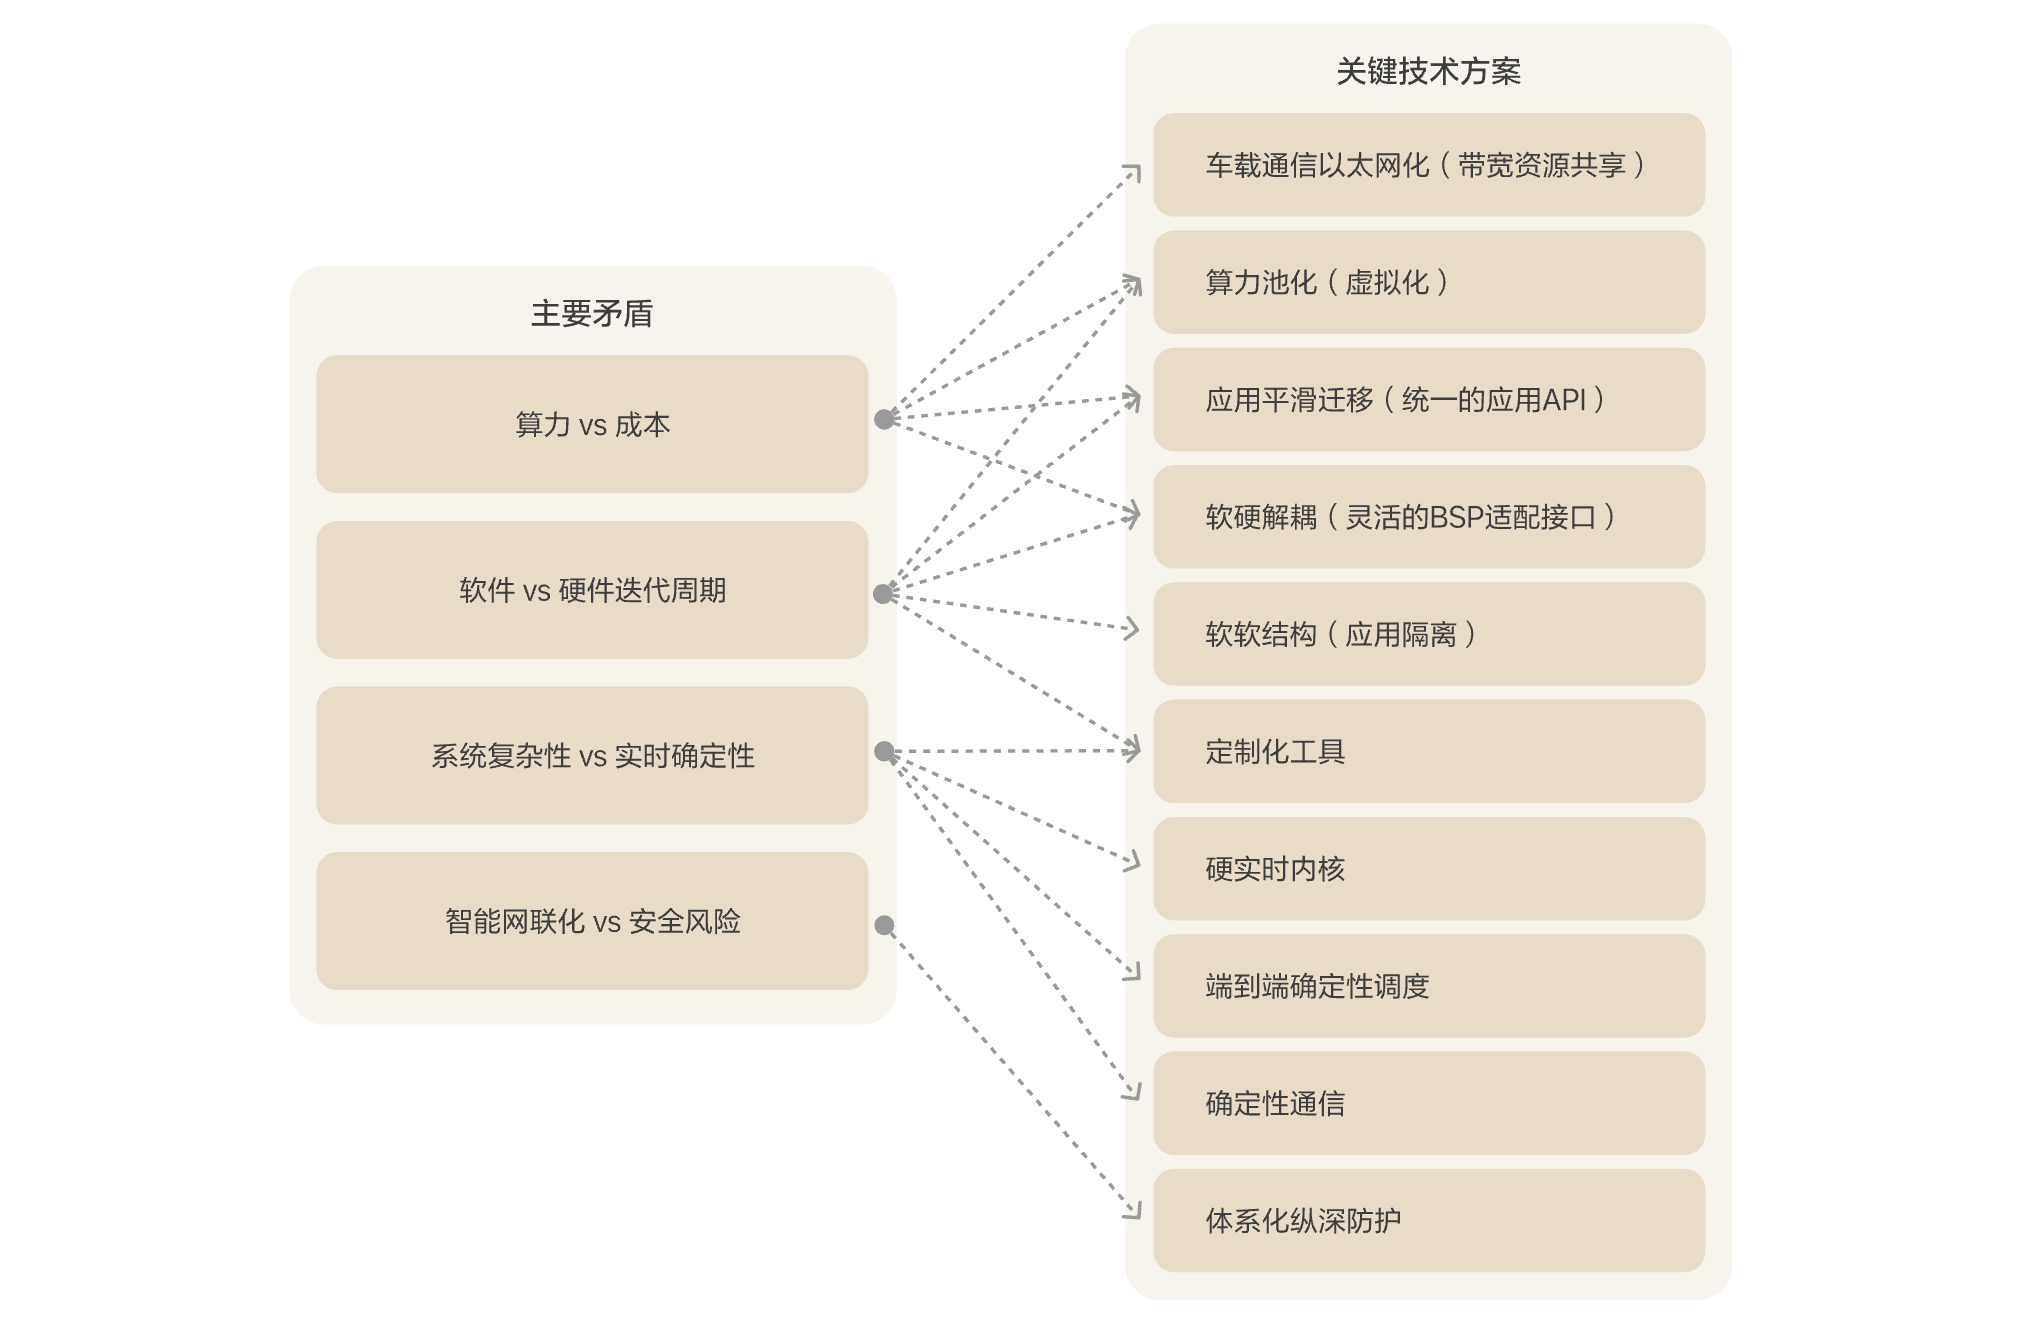 主要矛盾
算力 vs 成本
软件 vs 硬件迭代周期
系统复杂性 vs 实时确定性
智能网联化 vs 安全风险
关键技术方案
车载通信以太网化（带宽资源共享）
算力池化（虚拟化）
应用平滑迁移（统一的应用API）
软硬解耦（灵活的BSP适配接口）
软软结构（应用隔离）
定制化工具
硬实时内核
端到端确定性调度
确定性通信
体系化纵深防护